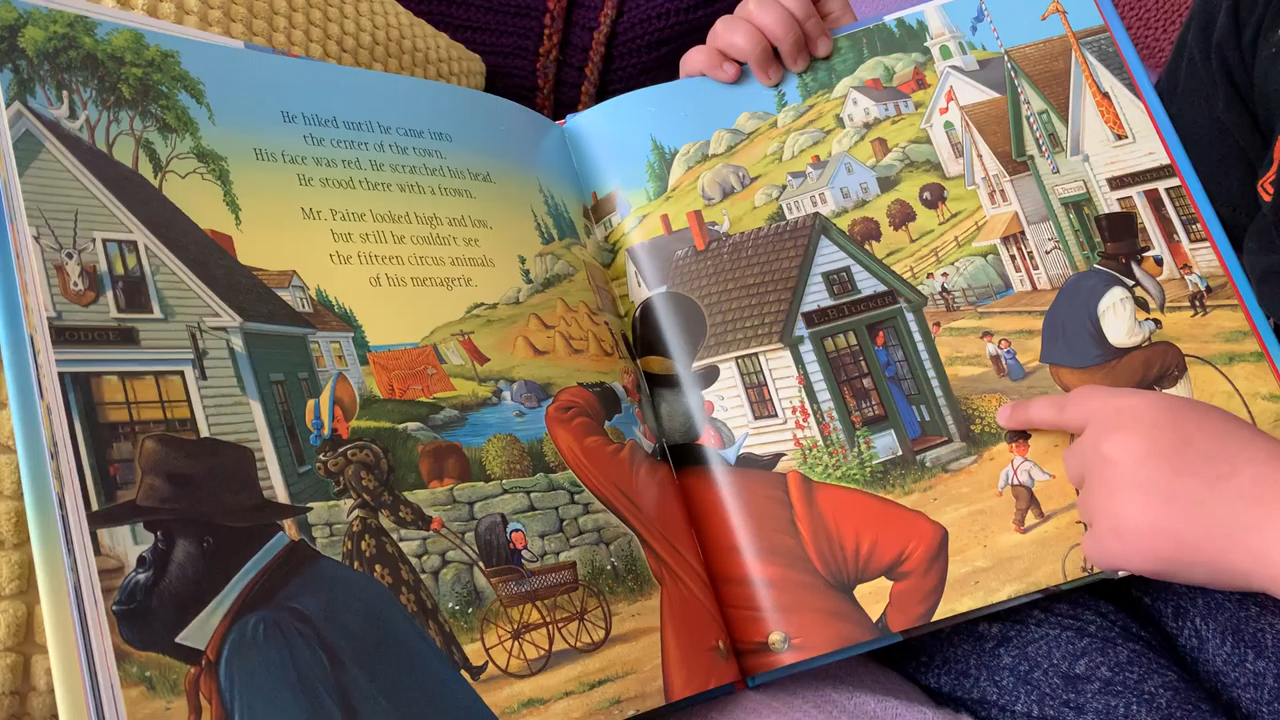 He hiked until he came into
the center of the town.
His face was red. He scratched his head.
He stood there with a frown.
Mr. Paine looked high and low,
but still he couldn't see
the fifteen circus animals
of his menagerie.
LODGE
E.B. TUCKER